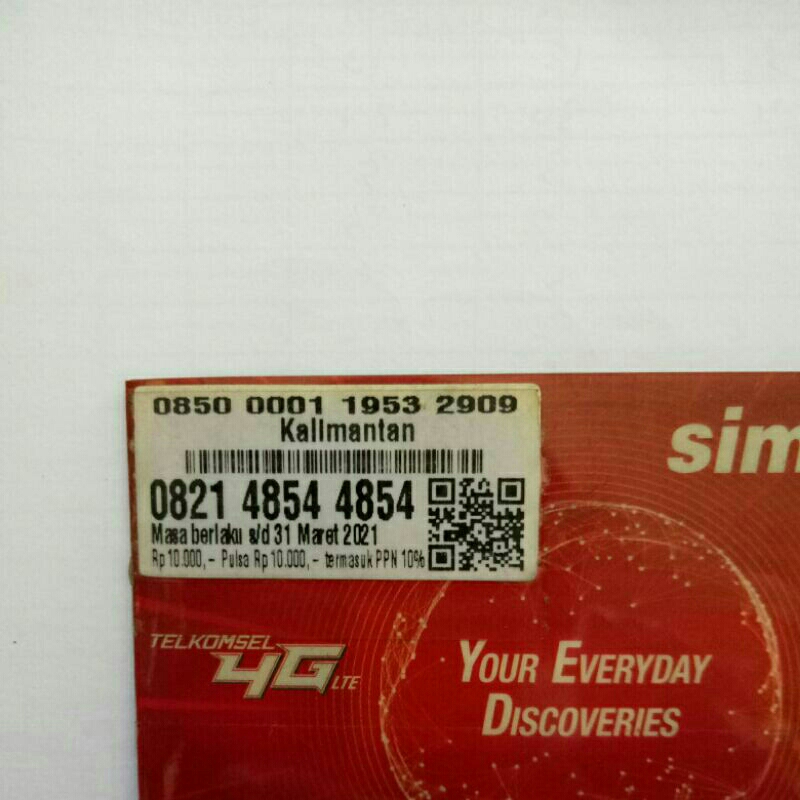 0850 0001 1953 2909
Kalimantan
0821 4854 4854
Masa berlaku s/d 31 Maret 2021
Rp 10.000,- Pulsa Rp 10.000,- termasuk PPN 10%
sim
TELKOMSEL
4G LTE
YOUR EVERYDAY
DISCOVERIES